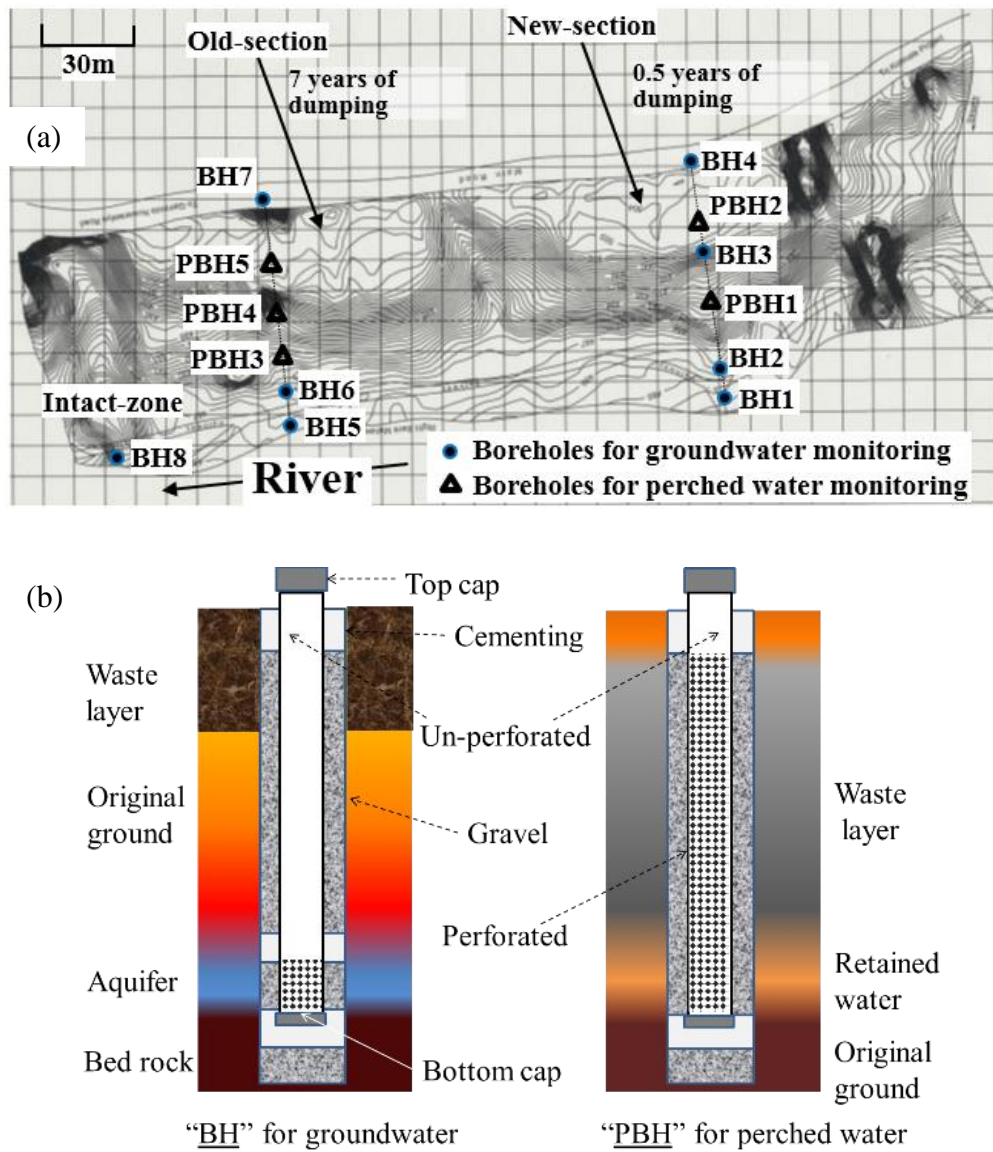 30m
Old-section
7 years of
dumping
New-section
0.5 years of
dumping
(a)
BH4
BH7
PBH2
BH3
PBH5
PBH4
PBH1
PBH3
BH2
BH6
BH1
Intact-zone
BH5
BH8
River
Boreholes for groundwater monitoring
Boreholes for perched water monitoring
Main Road
(b)
Top cap
Cementing
Waste
layer
Un-perforated
Original
ground
Gravel
Waste
layer
Perforated
Aquifer
Retained
water
Bed rock
Bottom cap
Original
ground
“BH” for groundwater
“PBH” for perched water